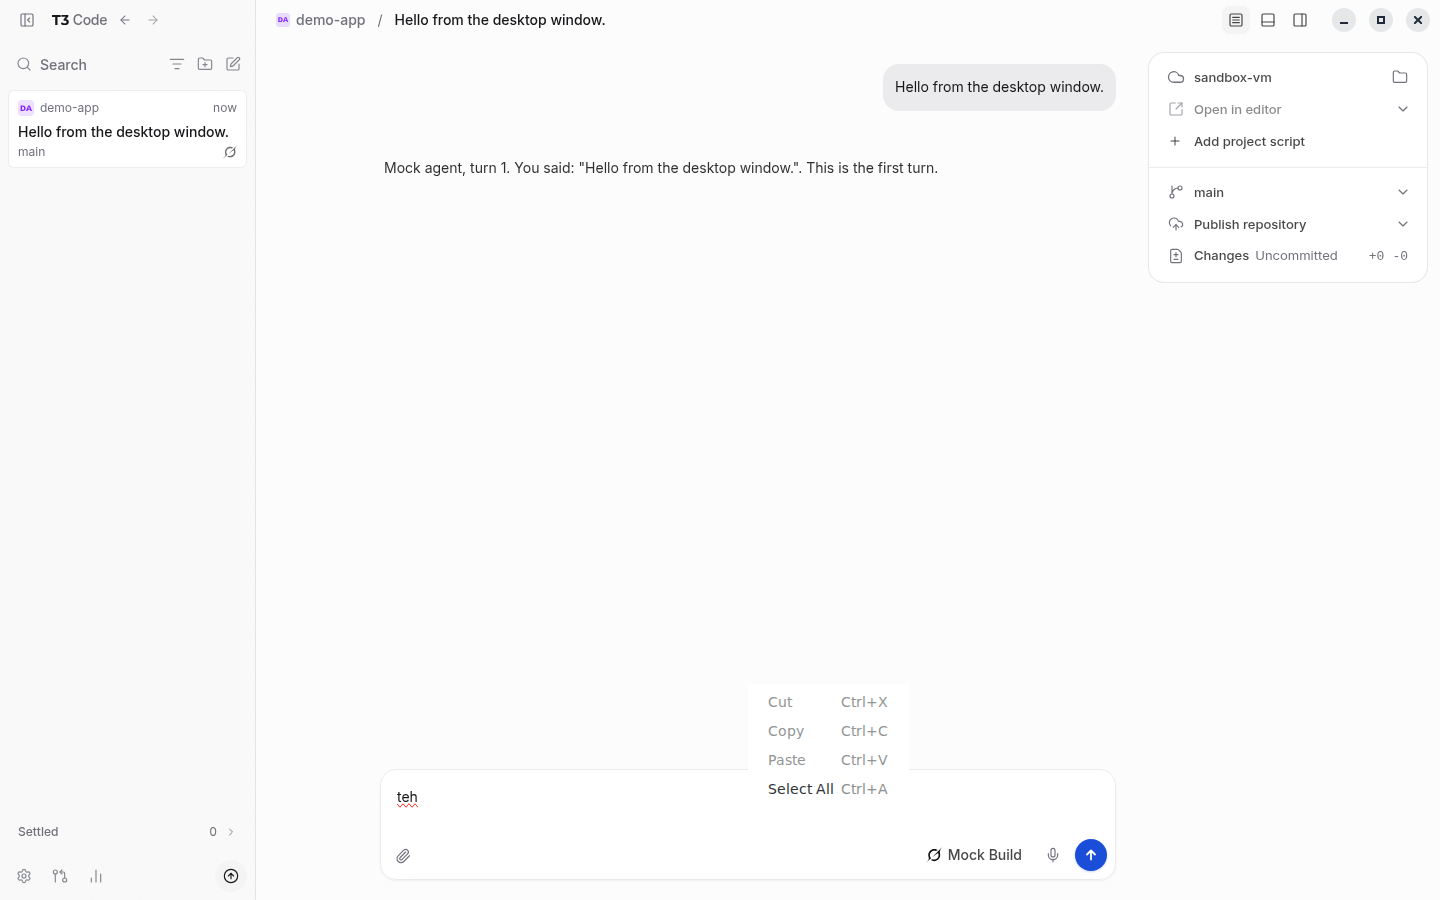 T3 Code
DA demo-app / Hello from the desktop window.
Search
DA demo-app now
Hello from the desktop window.
main
Hello from the desktop window.
Mock agent, turn 1. You said: "Hello from the desktop window.". This is the first turn.
sandbox-vm
Open in editor
Add project script
main
Publish repository
Changes Uncommitted +0 -0
Cut Ctrl+X
Copy Ctrl+C
Paste Ctrl+V
Select All Ctrl+A
teh
Mock Build
Settled 0